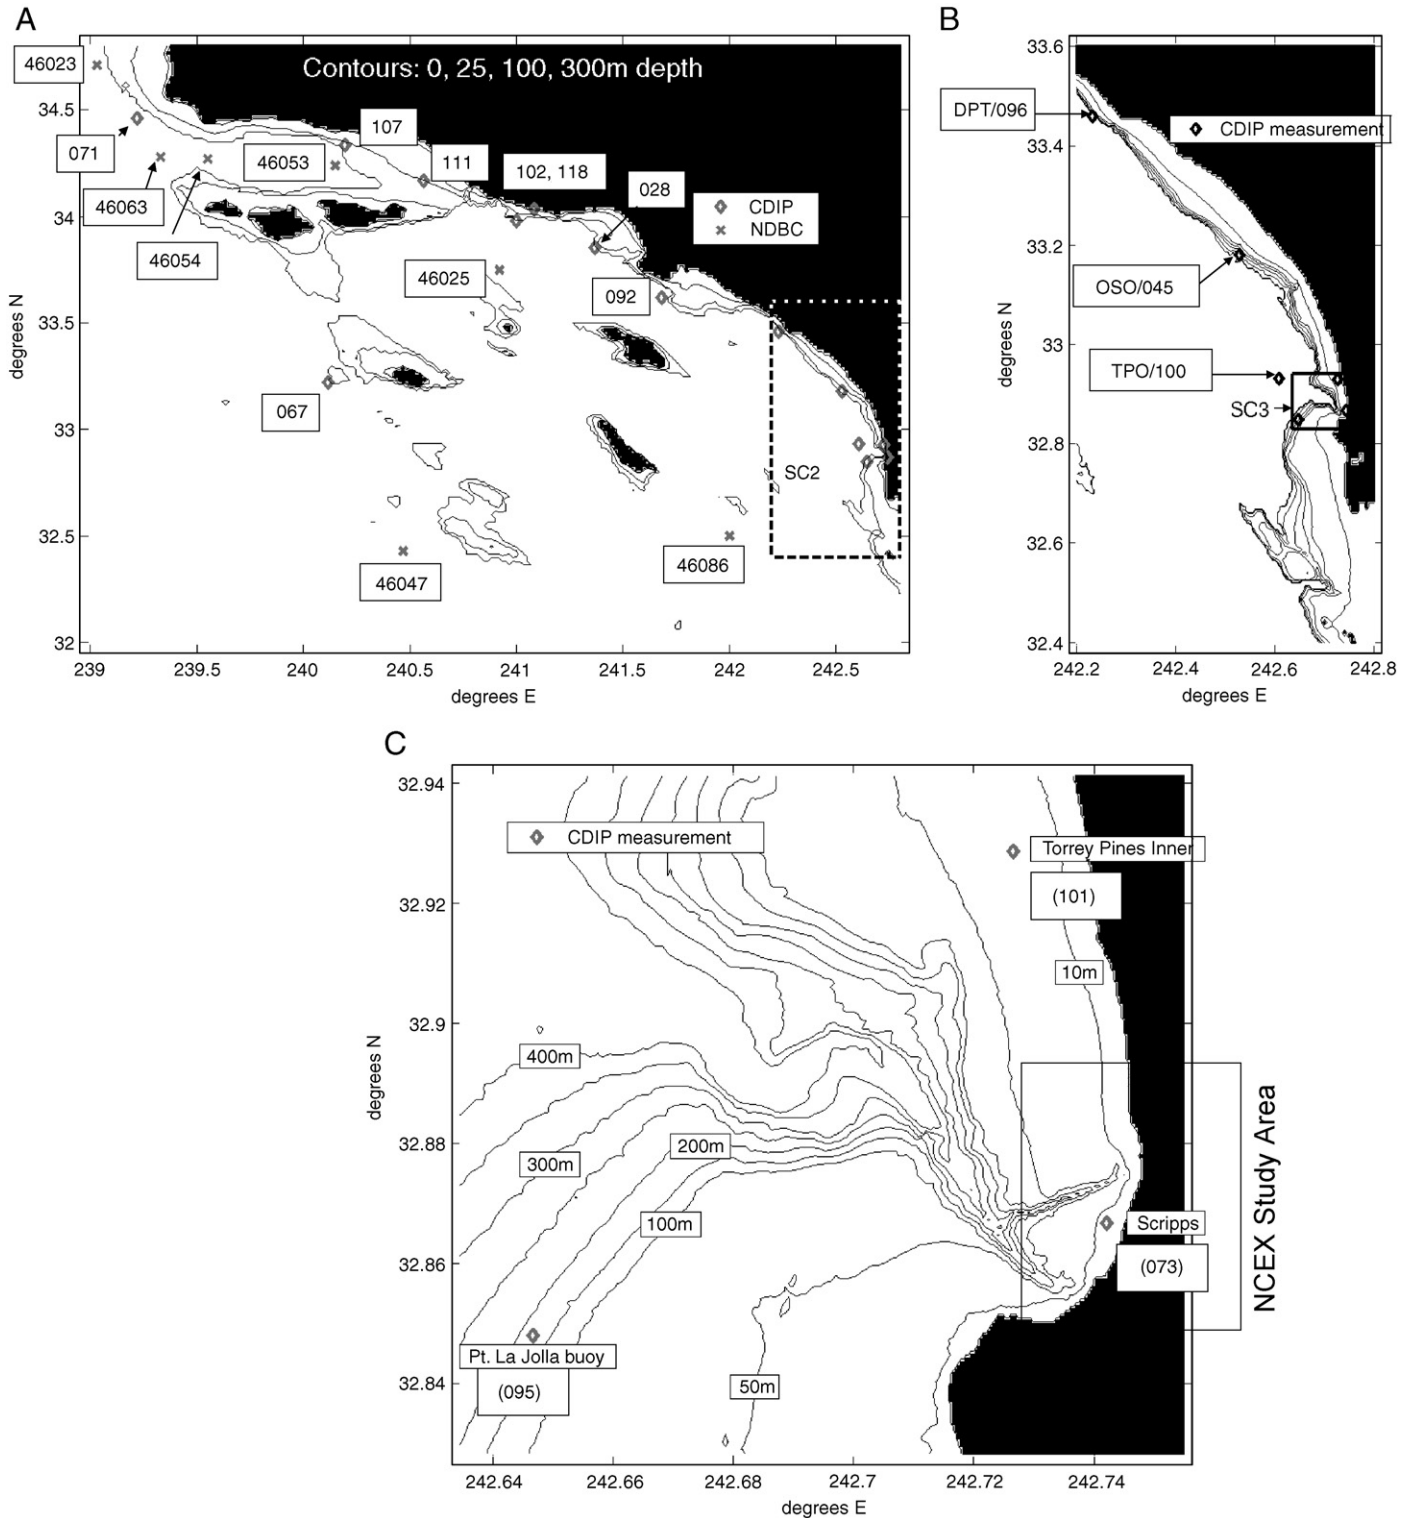 A
Contours: 0, 25, 100, 300m depth
46023
071
46063
46054
46053
107
111
102, 118
028
CDIP
NDBC
46025
092
067
SC2
46047
46086
34.5
34
33.5
33
32.5
32
degrees N
239
239.5
240
240.5
241
241.5
242
242.5
degrees E
B
DPT/096
CDIP measurement
OSO/045
TPO/100
SC3
33.6
33.4
33.2
33
32.8
32.6
32.4
degrees N
242.2
242.4
242.6
242.8
degrees E
C
CDIP measurement
Torrey Pines Inner
(101)
10m
400m
300m
200m
100m
Scripps
(073)
Pt. La Jolla buoy
(095)
50m
NCEX Study Area
32.94
32.92
32.9
32.88
32.86
32.84
degrees N
242.64
242.66
242.68
242.7
242.72
242.74
degrees E